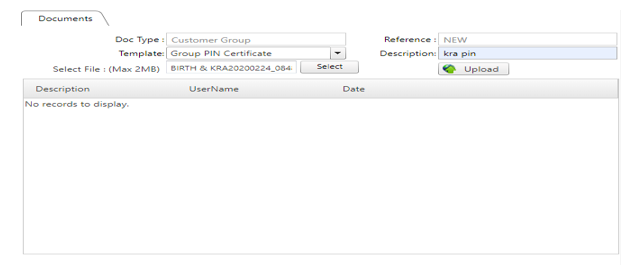 Documents
Doc Type : Customer Group Reference : NEW
Template: Group PIN Certificate Description: kra pin
Select File : (Max 2MB) BIRTH & KRA20200224_084 Select Upload
Description UserName Date
No records to display.